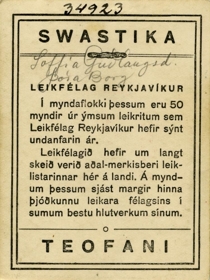 34923
SWASTIKA
Soffía Guðlaugsd.
Þóra Borg
LEIKFÉLAG REYKJAVÍKUR
Í myndaflokki þessum eru 50
myndir úr ýmsum leikritum sem
Leikfélag Reykjavíkur hefir sýnt
undanfarin ár.
Leikfélagið hefir um langt
skeið verið aðal-merkisberi leik-
listarinnar hér á landi. Á mynd-
um þessum sjást margir hinna
þjóðkunnu leikara félagsins í
sumum bestu hlutverkum sínum.
TEOFANI